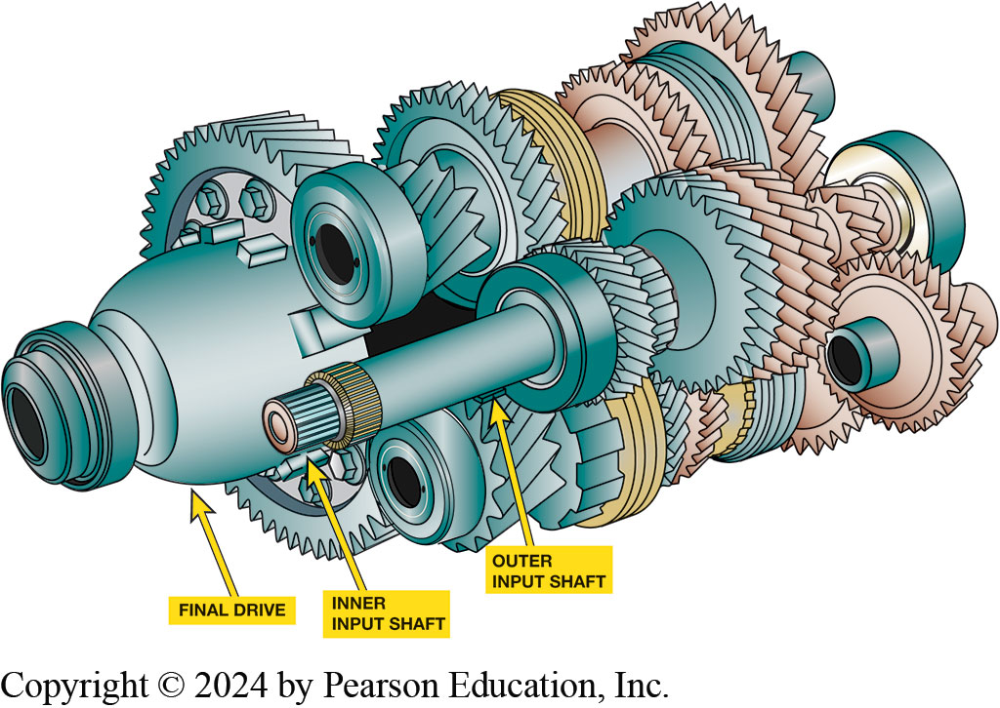 OUTER
INPUT SHAFT
FINAL DRIVE
INNER
INPUT SHAFT
Copyright © 2024 by Pearson Education, Inc.